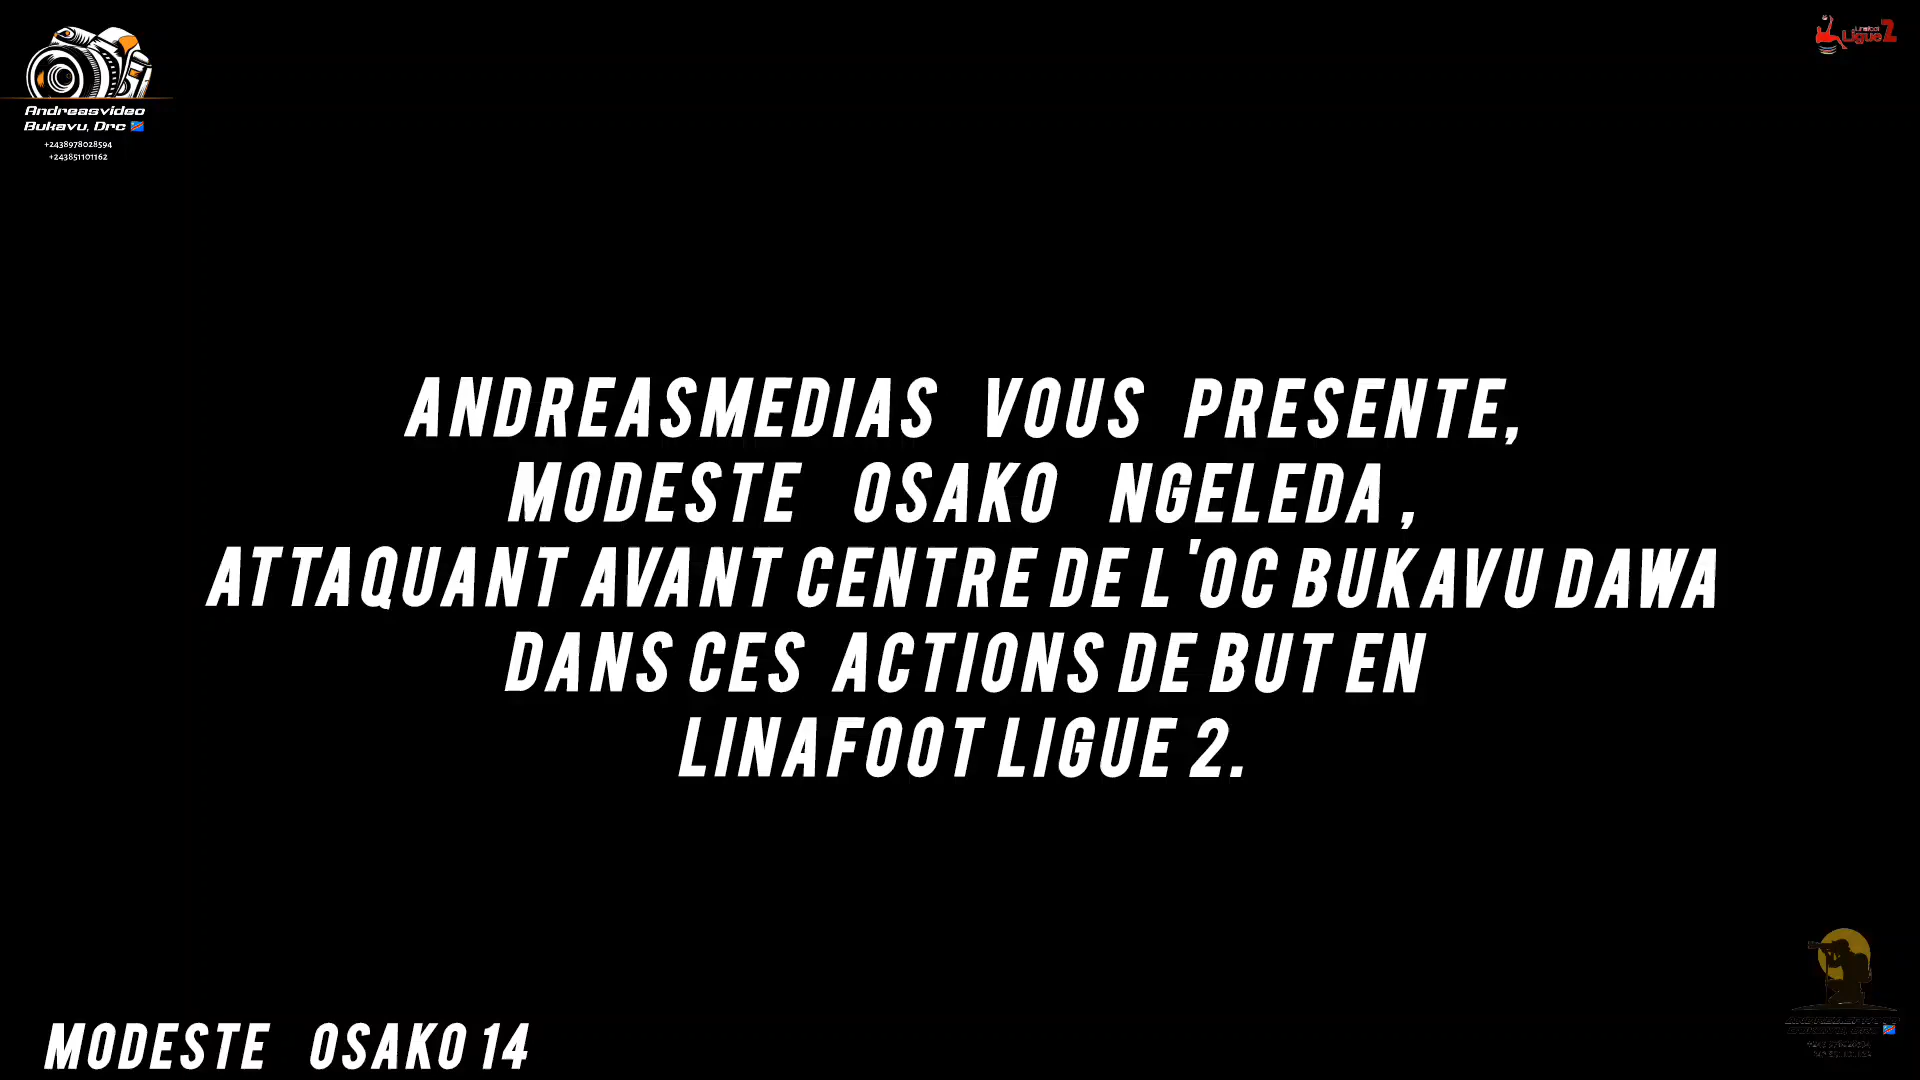 Andreasvideo
Bukavu, Drc
+2438978028594
+243851101162
Linafoot
Ligue 2
ANDREASMEDIAS VOUS PRESENTE,
MODESTE OSAKO NGELEDA ,
ATTAQUANT AVANT CENTRE DE L'OC BUKAVU DAWA
DANS CES ACTIONS DE BUT EN
LINAFOOT LIGUE 2.
MODESTE OSAKO 14